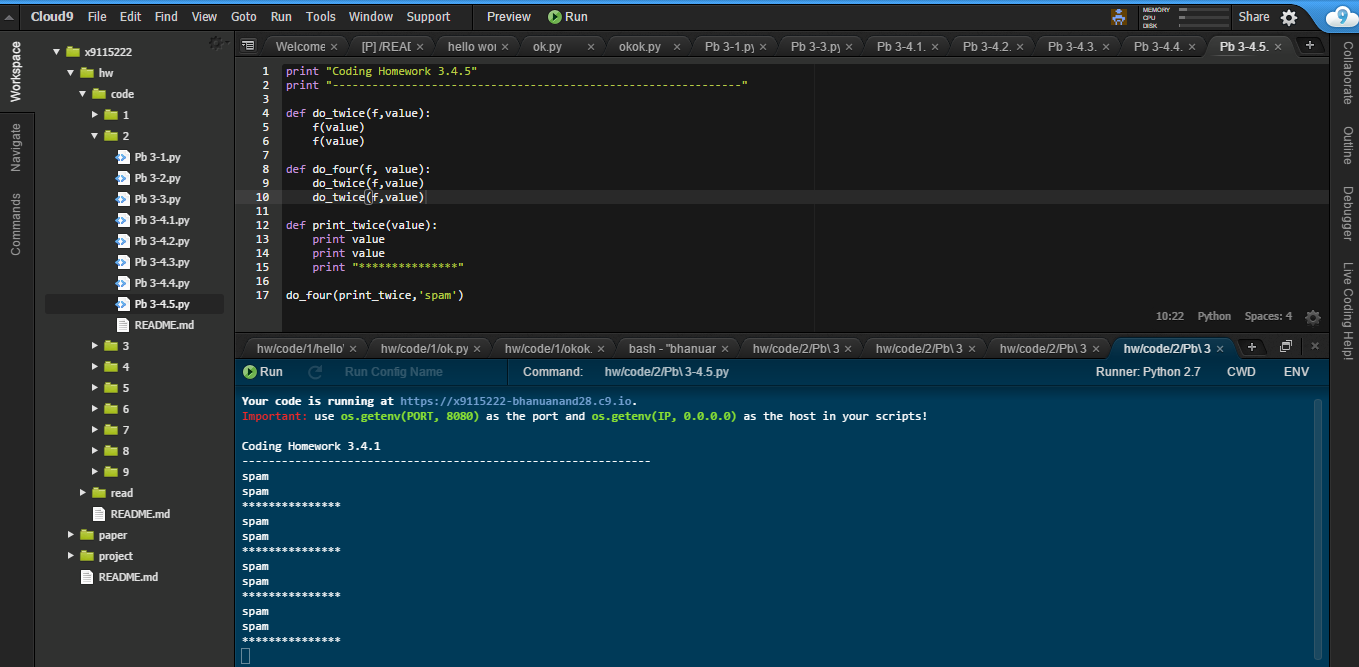 Cloud9 File Edit Find View Goto Run Tools Window Support Preview Run MEMORY CPU DISK Share 9
Workspace
Navigate
Commands
x9115222
hw
code
1
2
Pb 3-1.py
Pb 3-2.py
Pb 3-3.py
Pb 3-4.1.py
Pb 3-4.2.py
Pb 3-4.3.py
Pb 3-4.4.py
Pb 3-4.5.py
README.md
3
4
5
6
7
8
9
read
README.md
paper
project
README.md
Welcome × [P] /READ × hello wor × ok.py × okok.py × Pb 3-1.py × Pb 3-3.py × Pb 3-4.1. × Pb 3-4.2. × Pb 3-4.3. × Pb 3-4.4. × Pb 3-4.5. × +
1 print "Coding Homework 3.4.5"
2 print "--------------------------------------------------------------"
3
4 def do_twice(f,value):
5     f(value)
6     f(value)
7
8 def do_four(f, value):
9     do_twice(f,value)
10     do_twice(f,value)
11
12 def print_twice(value):
13     print value
14     print value
15     print "***************"
16
17 do_four(print_twice,'spam')
10:22 Python Spaces: 4
hw/code/1/hello' × hw/code/1/ok.py × hw/code/1/okok. × bash - "bhanuar × hw/code/2/Pb\ 3 × hw/code/2/Pb\ 3 × hw/code/2/Pb\ 3 × hw/code/2/Pb\ 3 × +
Run Run Config Name Command: hw/code/2/Pb\ 3-4.5.py Runner: Python 2.7 CWD ENV
Your code is running at https://x9115222-bhanuanand28.c9.io.
Important: use os.getenv(PORT, 8080) as the port and os.getenv(IP, 0.0.0.0) as the host in your scripts!
Coding Homework 3.4.1
--------------------------------------------------------------
spam
spam
***************
spam
spam
***************
spam
spam
***************
spam
spam
***************
Collaborate
Outline
Debugger
Live Coding Help!